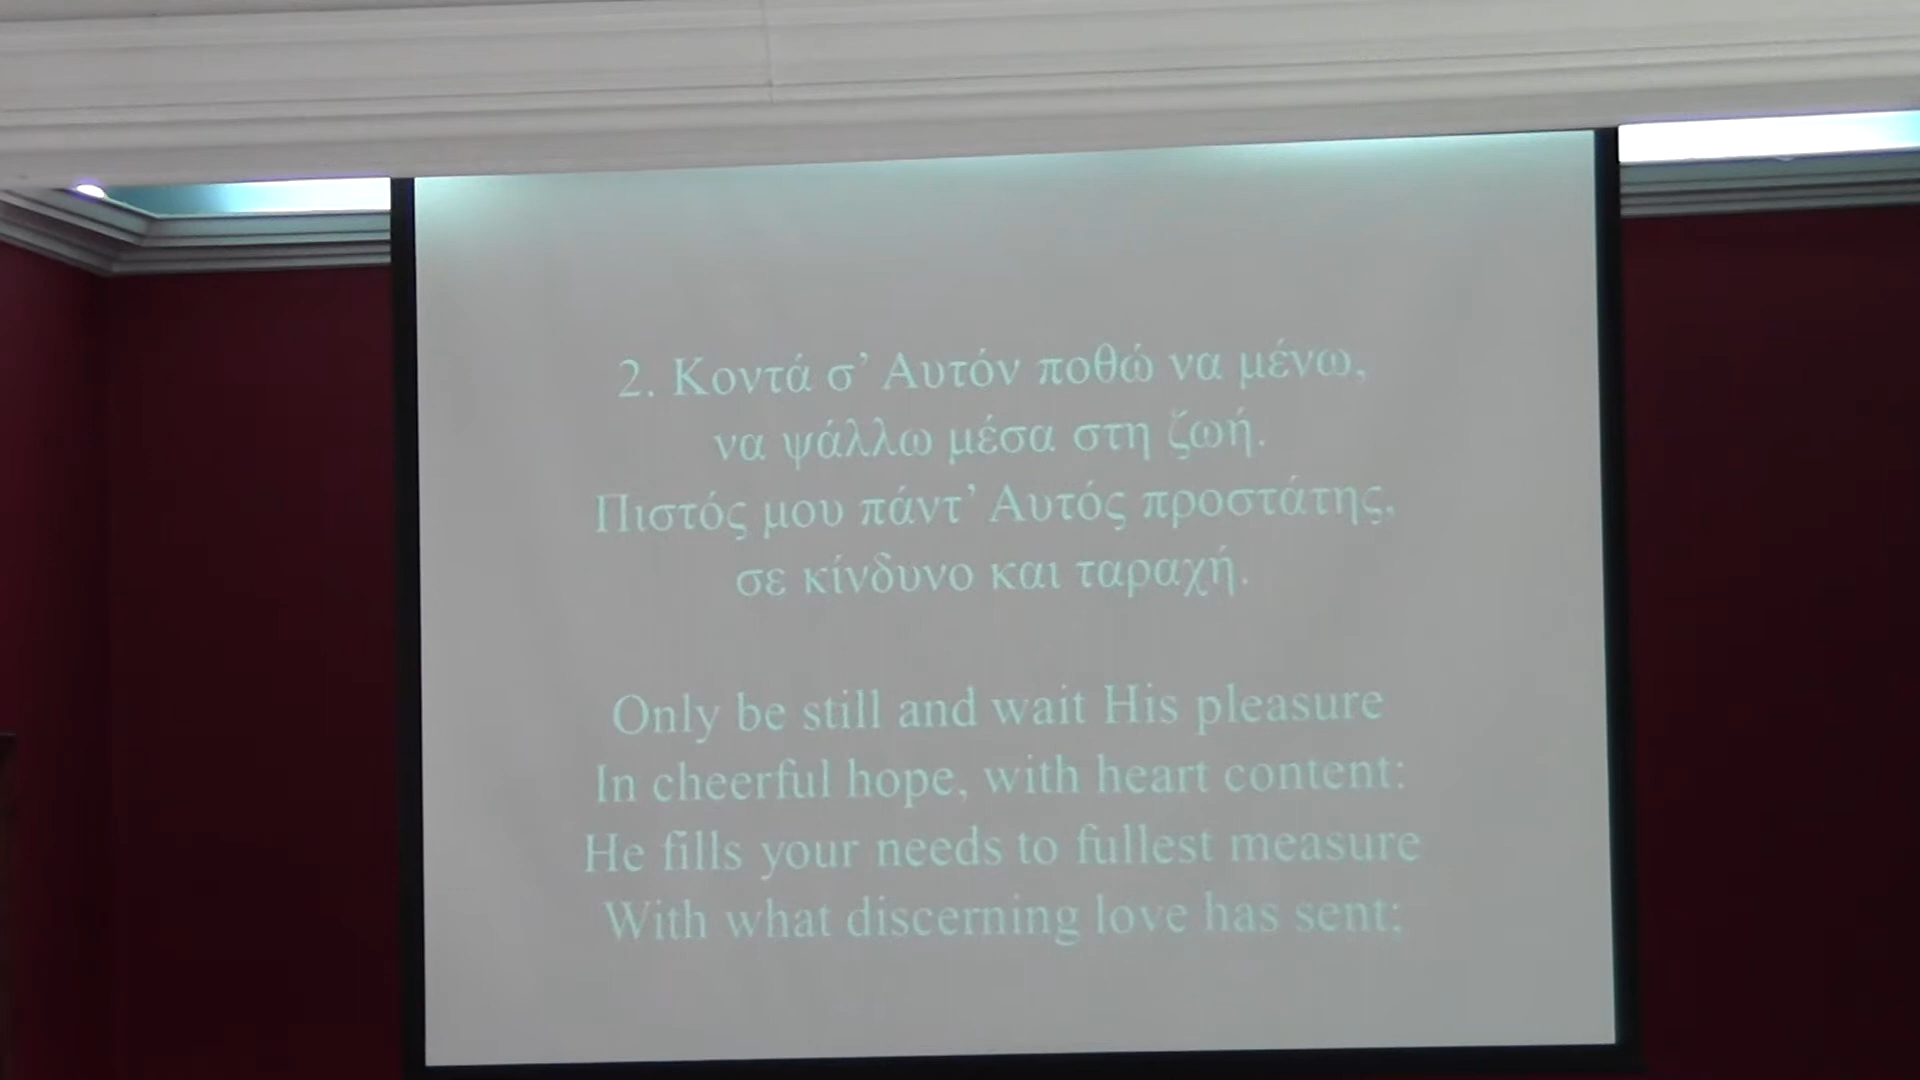 2. Κοντά σ’ Αυτόν ποθώ να μένω,
να ψάλλω μέσα στη ζωή.
Πιστός μου πάντ’ Αυτός προστάτης,
σε κίνδυνο και ταραχή.
Only be still and wait His pleasure
In cheerful hope, with heart content:
He fills your needs to fullest measure
With what discerning love has sent;